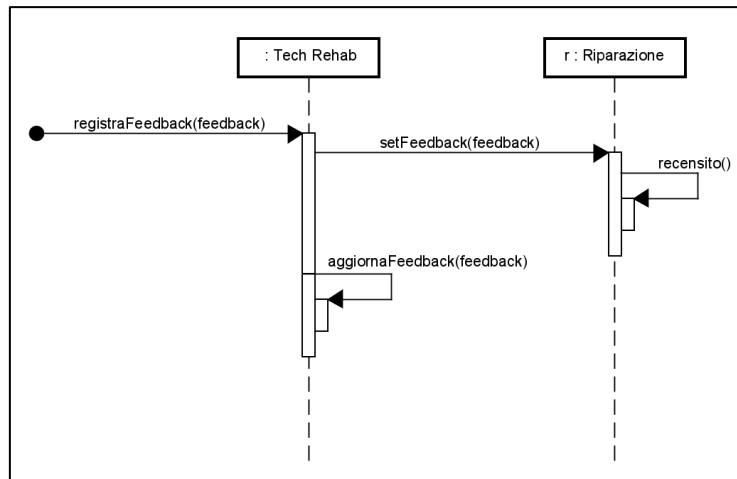 : Tech Rehab
r : Riparazione
registraFeedback(feedback)
setFeedback(feedback)
recensito()
aggiornaFeedback(feedback)